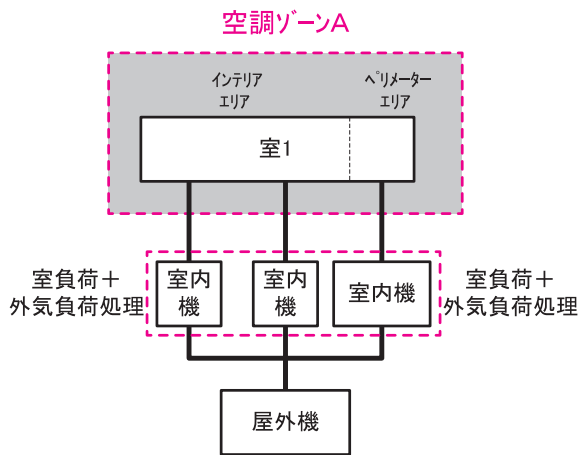 空調ゾーンA
インテリア
エリア
ペリメーター
エリア
室1
室負荷＋
外気負荷処理
室内
機
室内
機
室内機
室負荷＋
外気負荷処理
屋外機